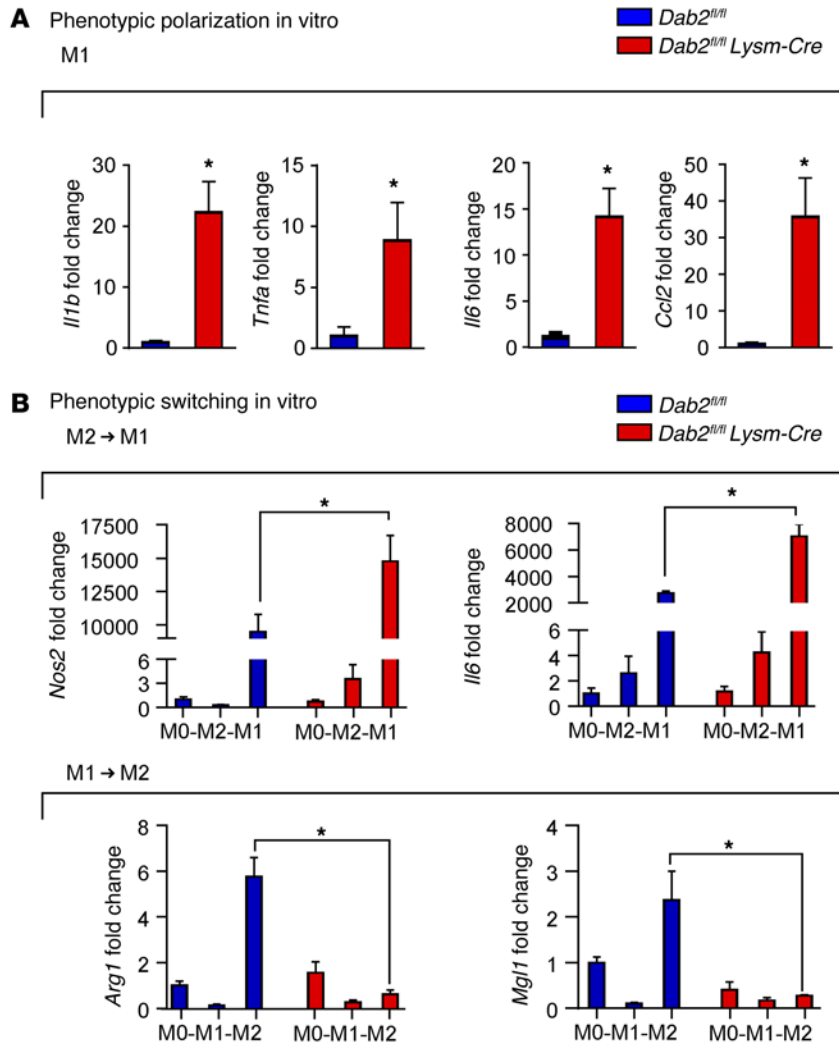 A Phenotypic polarization in vitro
Dab2fl/fl
Dab2fl/fl Lysm-Cre
M1
Il1b fold change
30
20
10
0
*
Tnfa fold change
15
10
5
0
*
Il6 fold change
20
15
10
5
0
*
Ccl2 fold change
50
40
30
20
10
0
*
B Phenotypic switching in vitro
Dab2fl/fl
Dab2fl/fl Lysm-Cre
M2 → M1
Nos2 fold change
17500
15000
12500
10000
6
3
0
*
M0-M2-M1 M0-M2-M1
Il6 fold change
8000
6000
4000
2000
6
4
2
0
*
M0-M2-M1 M0-M2-M1
M1 → M2
Arg1 fold change
8
6
4
2
0
*
M0-M1-M2 M0-M1-M2
Mgl1 fold change
4
3
2
1
0
*
M0-M1-M2 M0-M1-M2